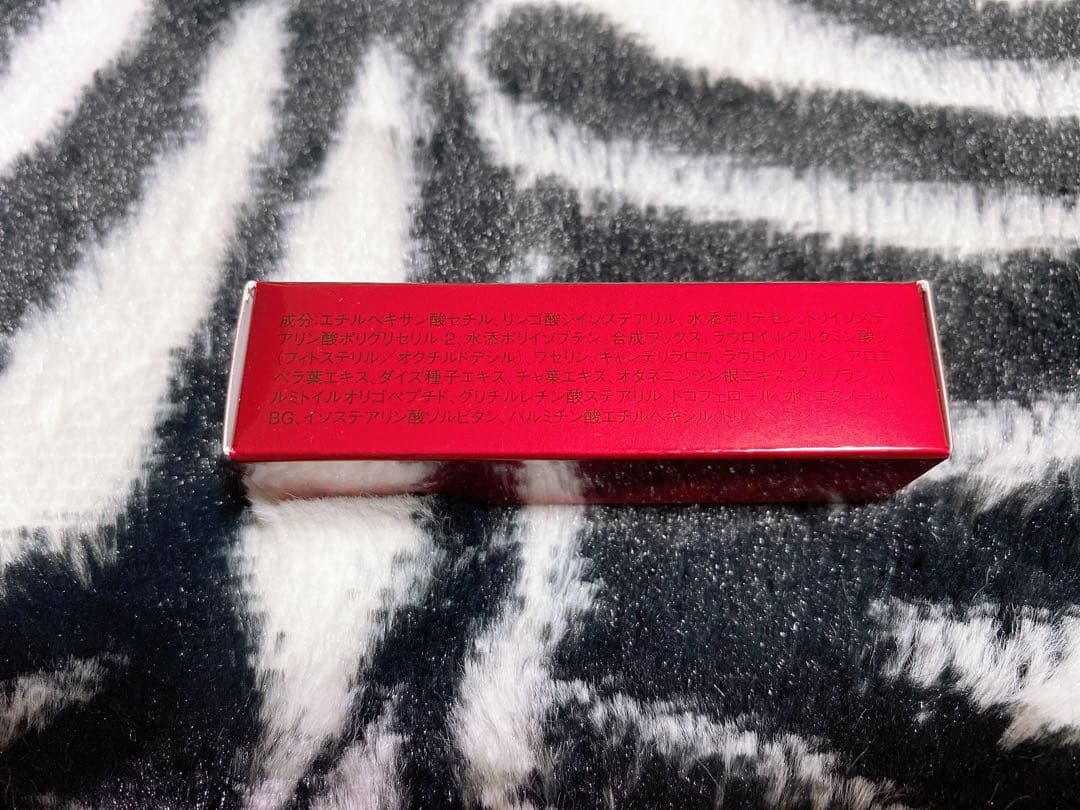 成分:エチルヘキサン酸セチル、リンゴ酸ジイソステアリル、水添ポリデセン、トリイソステ
アリン酸ポリグリセリル-2、水添ポリイソブテン、合成ワックス、ラウロイルグルタミン酸ジ
(フィトステリル/オクチルドデシル)、ワセリン、キャンデリラロウ、ラウロイルリシン、アロエ
ベラ葉エキス、ダイズ種子エキス、チャ葉エキス、オタネニンジン根エキス、スクワラン、パ
ルミトイルオリゴペプチド、グリチルレチン酸ステアリル、トコフェロール、水、エタノール、
BG、イソステアリン酸ソルビタン、パルミチン酸エチルヘキシル、トリベヘニン